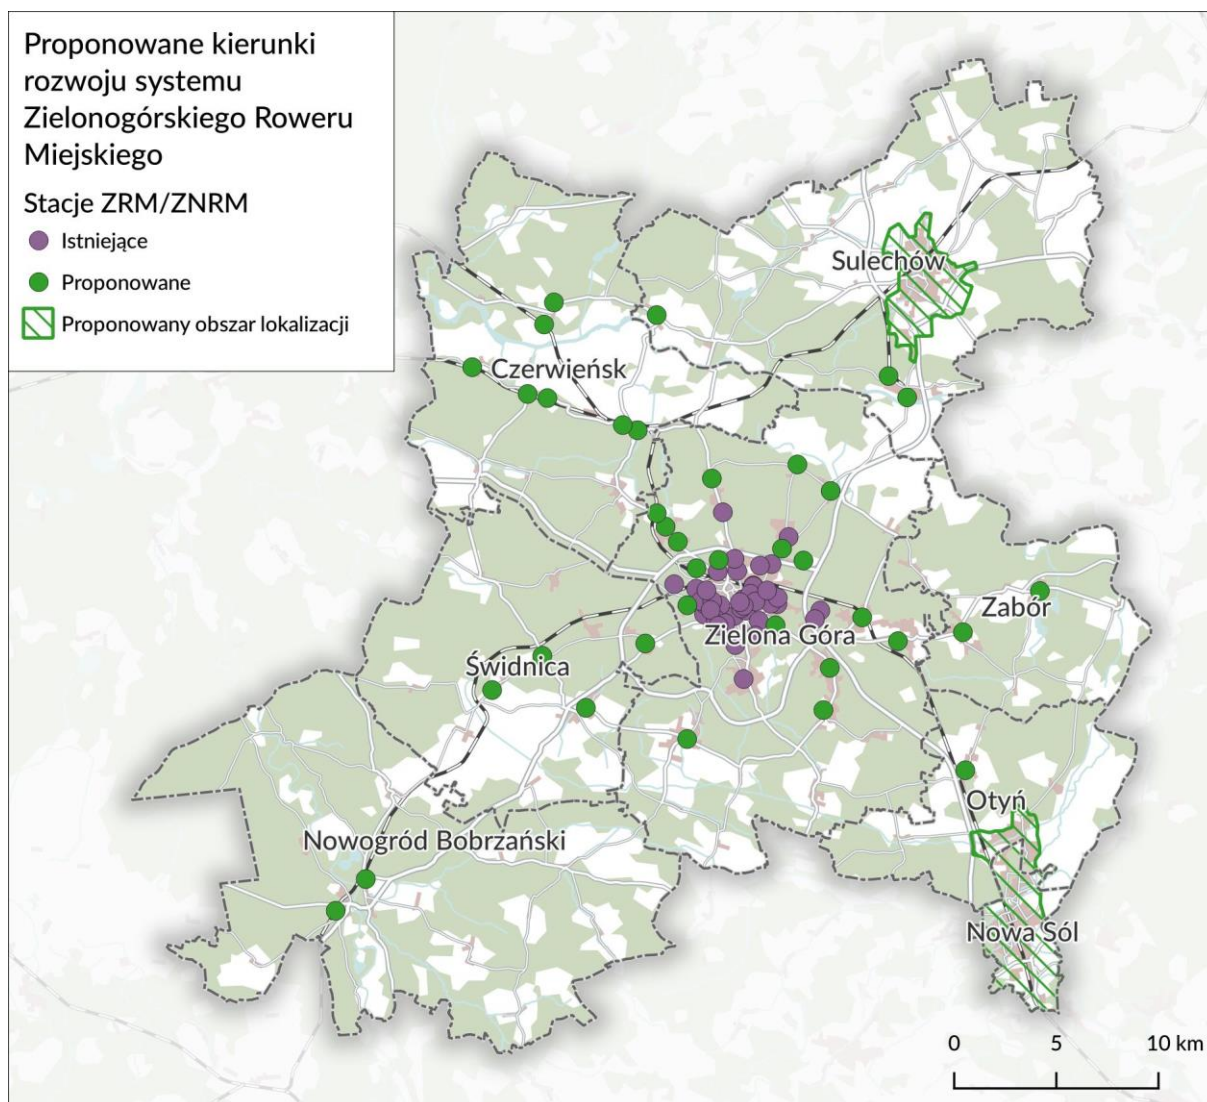 Proponowane kierunki
rozwoju systemu
Zielonogórskiego Roweru
Miejskiego
Stacje ZRM/ZNRM
Istniejące
Proponowane
Proponowany obszar lokalizacji
Sulechów
Czerwieńsk
Zabór
Zielona Góra
Świdnica
Otyń
Nowogród Bobrzański
Nowa Sól
0 5 10 km